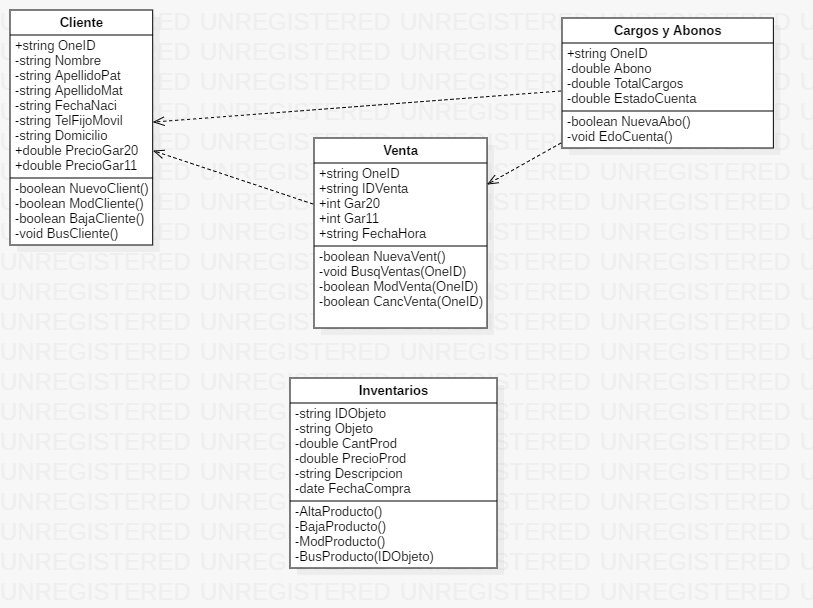 Cliente
+string OneID
-string Nombre
-string ApellidoPat
-string ApellidoMat
-string FechaNaci
-string TelFijoMovil
-string Domicilio
+double PrecioGar20
+double PrecioGar11
-boolean NuevoClient()
-boolean ModCliente()
-boolean BajaCliente()
-void BusCliente()
Cargos y Abonos
+string OneID
-double Abono
-double TotalCargos
-double EstadoCuenta
-boolean NuevaAbo()
-void EdoCuenta()
Venta
+string OneID
+string IDVenta
+int Gar20
+int Gar11
+string FechaHora
-boolean NuevaVent()
-void BusqVentas(OneID)
-boolean ModVenta(OneID)
-boolean CancVenta(OneID)
Inventarios
-string IDObjeto
-string Objeto
-double CantProd
-double PrecioProd
-string Descripcion
-date FechaCompra
-AltaProducto()
-BajaProducto()
-ModProducto()
-BusProducto(IDObjeto)
UNREGISTERED